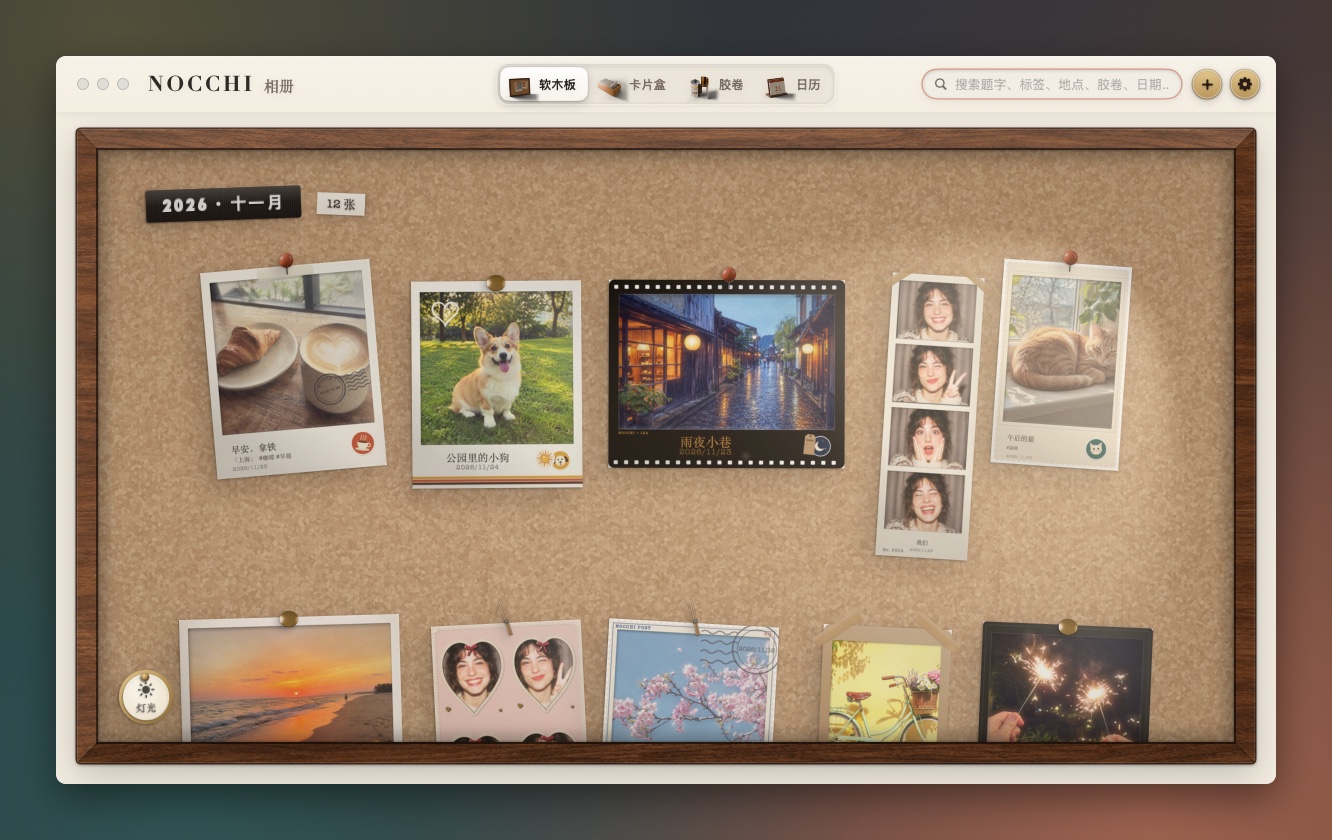 NOCCHI 相册
软木板
卡片盒
胶卷
日历
搜索题字、标签、地点、胶卷、日期..
2026 · 十一月
12 张
早安，拿铁
「上海」 #咖啡 #早晨
2026/11/25
公园里的小狗
2026/11/24
雨夜小巷
2026/11/23
我们
午后的猫
NOCCHI POST
灯光